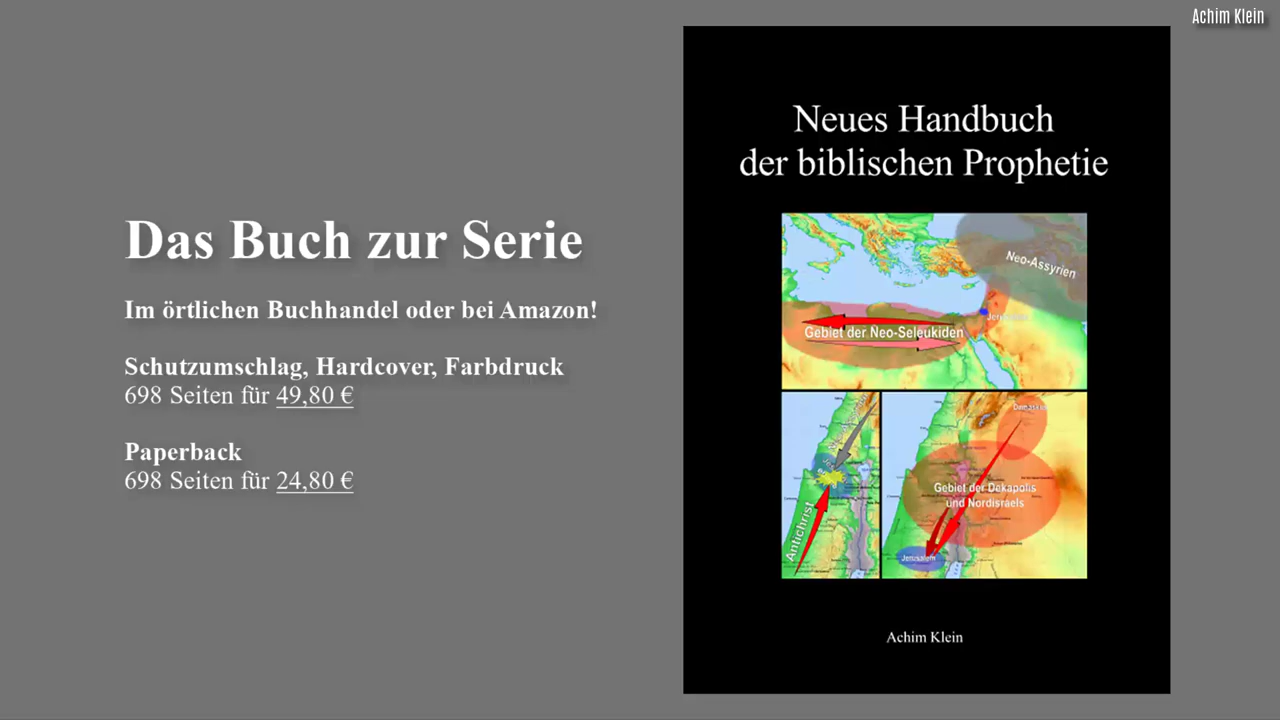 Achim Klein
Das Buch zur Serie
Im örtlichen Buchhandel oder bei Amazon!
Schutzumschlag, Hardcover, Farbdruck
698 Seiten für 49,80 €
Paperback
698 Seiten für 24,80 €
Neues Handbuch
der biblischen Prophetie
Neo-Assyrien
Gebiet der Neo-Seleukiden
Antichrist
Damaskus
Gebiet der Dekapolis
und Nordisraels
Jerusalem
Achim Klein